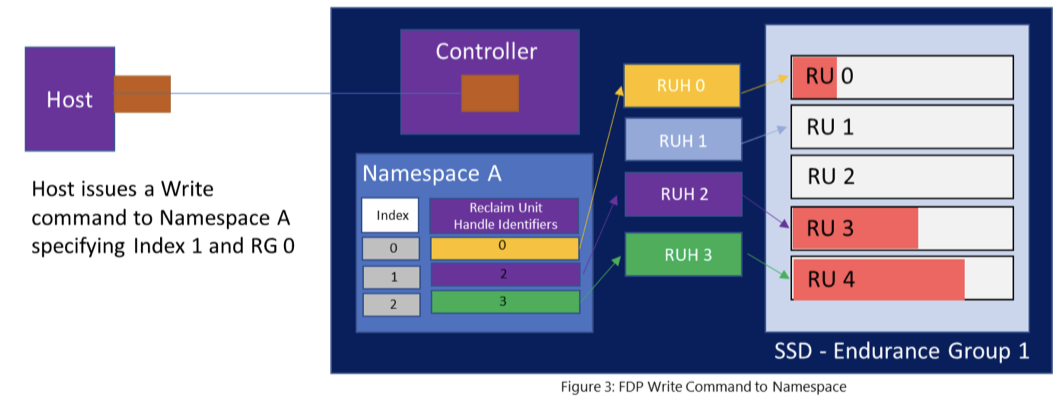 Host
Host issues a Write
command to Namespace A
specifying Index 1 and RG 0
Controller
Namespace A
Index
Reclaim Unit
Handle Identifiers
0
0
1
2
2
3
RUH 0
RUH 1
RUH 2
RUH 3
RU 0
RU 1
RU 2
RU 3
RU 4
SSD - Endurance Group 1
Figure 3: FDP Write Command to Namespace